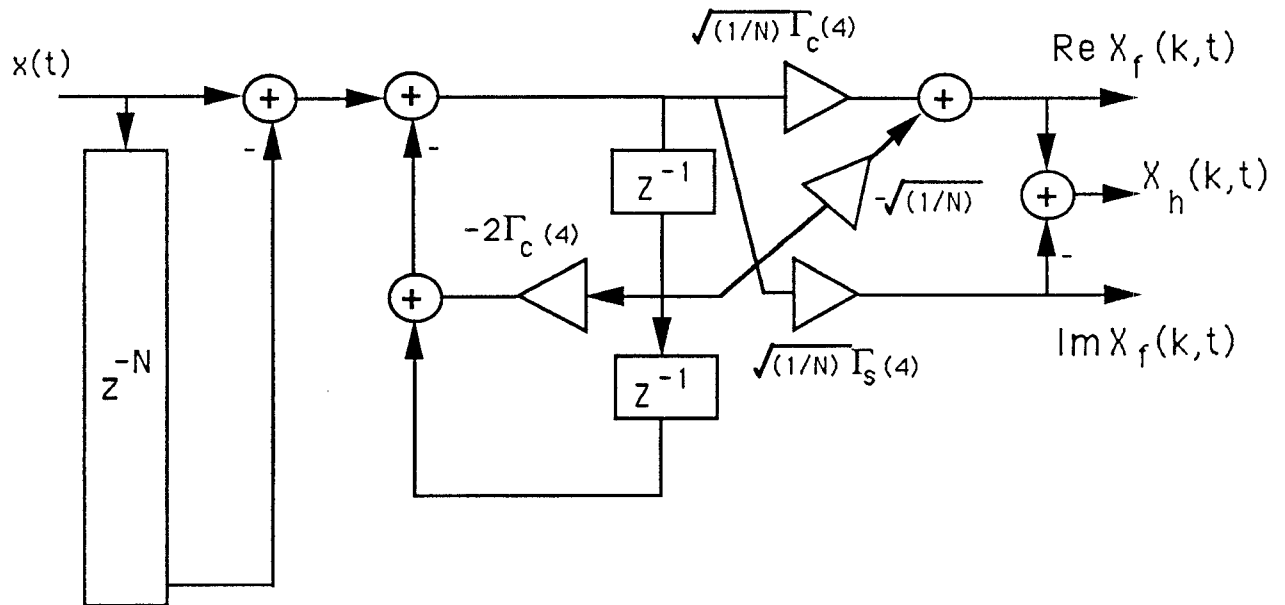 √(1/N) Γc(4)
x(t)
Re Xf(k,t)
+
+
+
-
-
z^-1
+
Xh(k,t)
-√(1/N)
-2Γc(4)
-
+
z^-N
z^-1
√(1/N) Γs(4)
Im Xf(k,t)